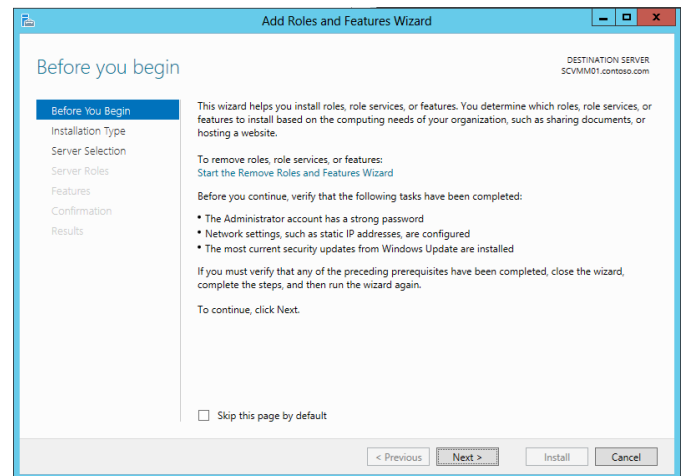 Add Roles and Features Wizard
Before you begin
DESTINATION SERVER
SCVMM01.contoso.com
Before You Begin
Installation Type
Server Selection
Server Roles
Features
Confirmation
Results
This wizard helps you install roles, role services, or features. You determine which roles, role services, or
features to install based on the computing needs of your organization, such as sharing documents, or
hosting a website.
To remove roles, role services, or features:
Start the Remove Roles and Features Wizard
Before you continue, verify that the following tasks have been completed:
• The Administrator account has a strong password
• Network settings, such as static IP addresses, are configured
• The most current security updates from Windows Update are installed
If you must verify that any of the preceding prerequisites have been completed, close the wizard,
complete the steps, and then run the wizard again.
To continue, click Next.
Skip this page by default
< Previous
Next >
Install
Cancel